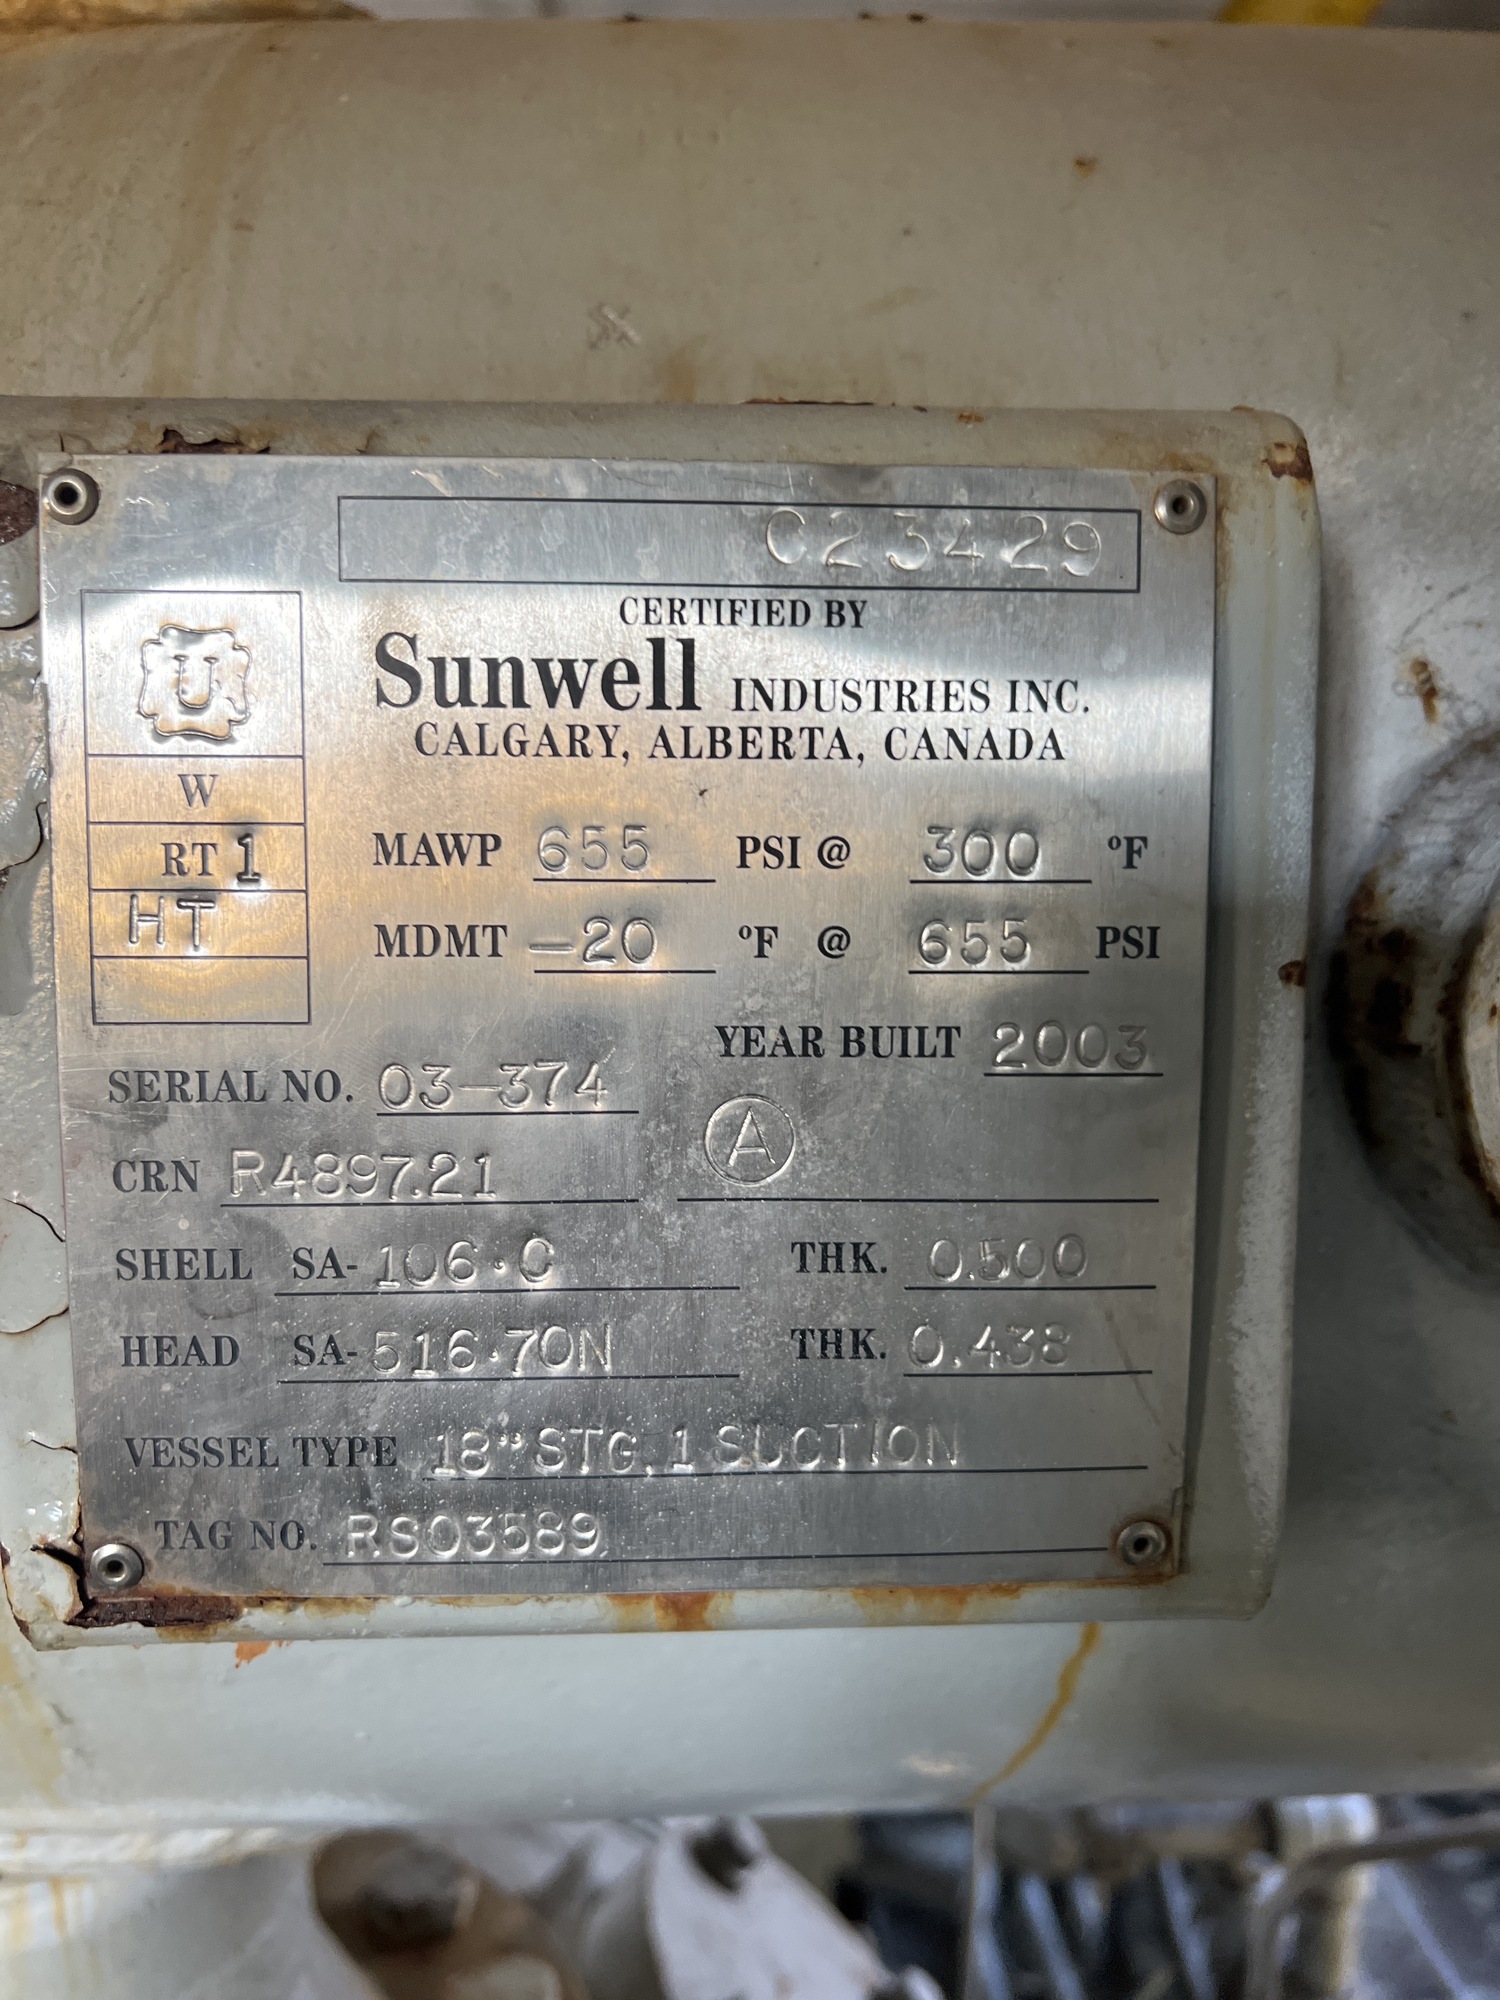 C23429
CERTIFIED BY
Sunwell INDUSTRIES INC.
CALGARY, ALBERTA, CANADA
U
W
RT 1
HT
MAWP 655 PSI @ 300 °F
MDMT -20 °F @ 655 PSI
YEAR BUILT 2003
SERIAL NO. 03-374
A
CRN R4897.21
SHELL SA-106·C THK. 0.500
HEAD SA-516·70N THK. 0.438
VESSEL TYPE 18" STG. 1 SUCTION
TAG NO. RS03589